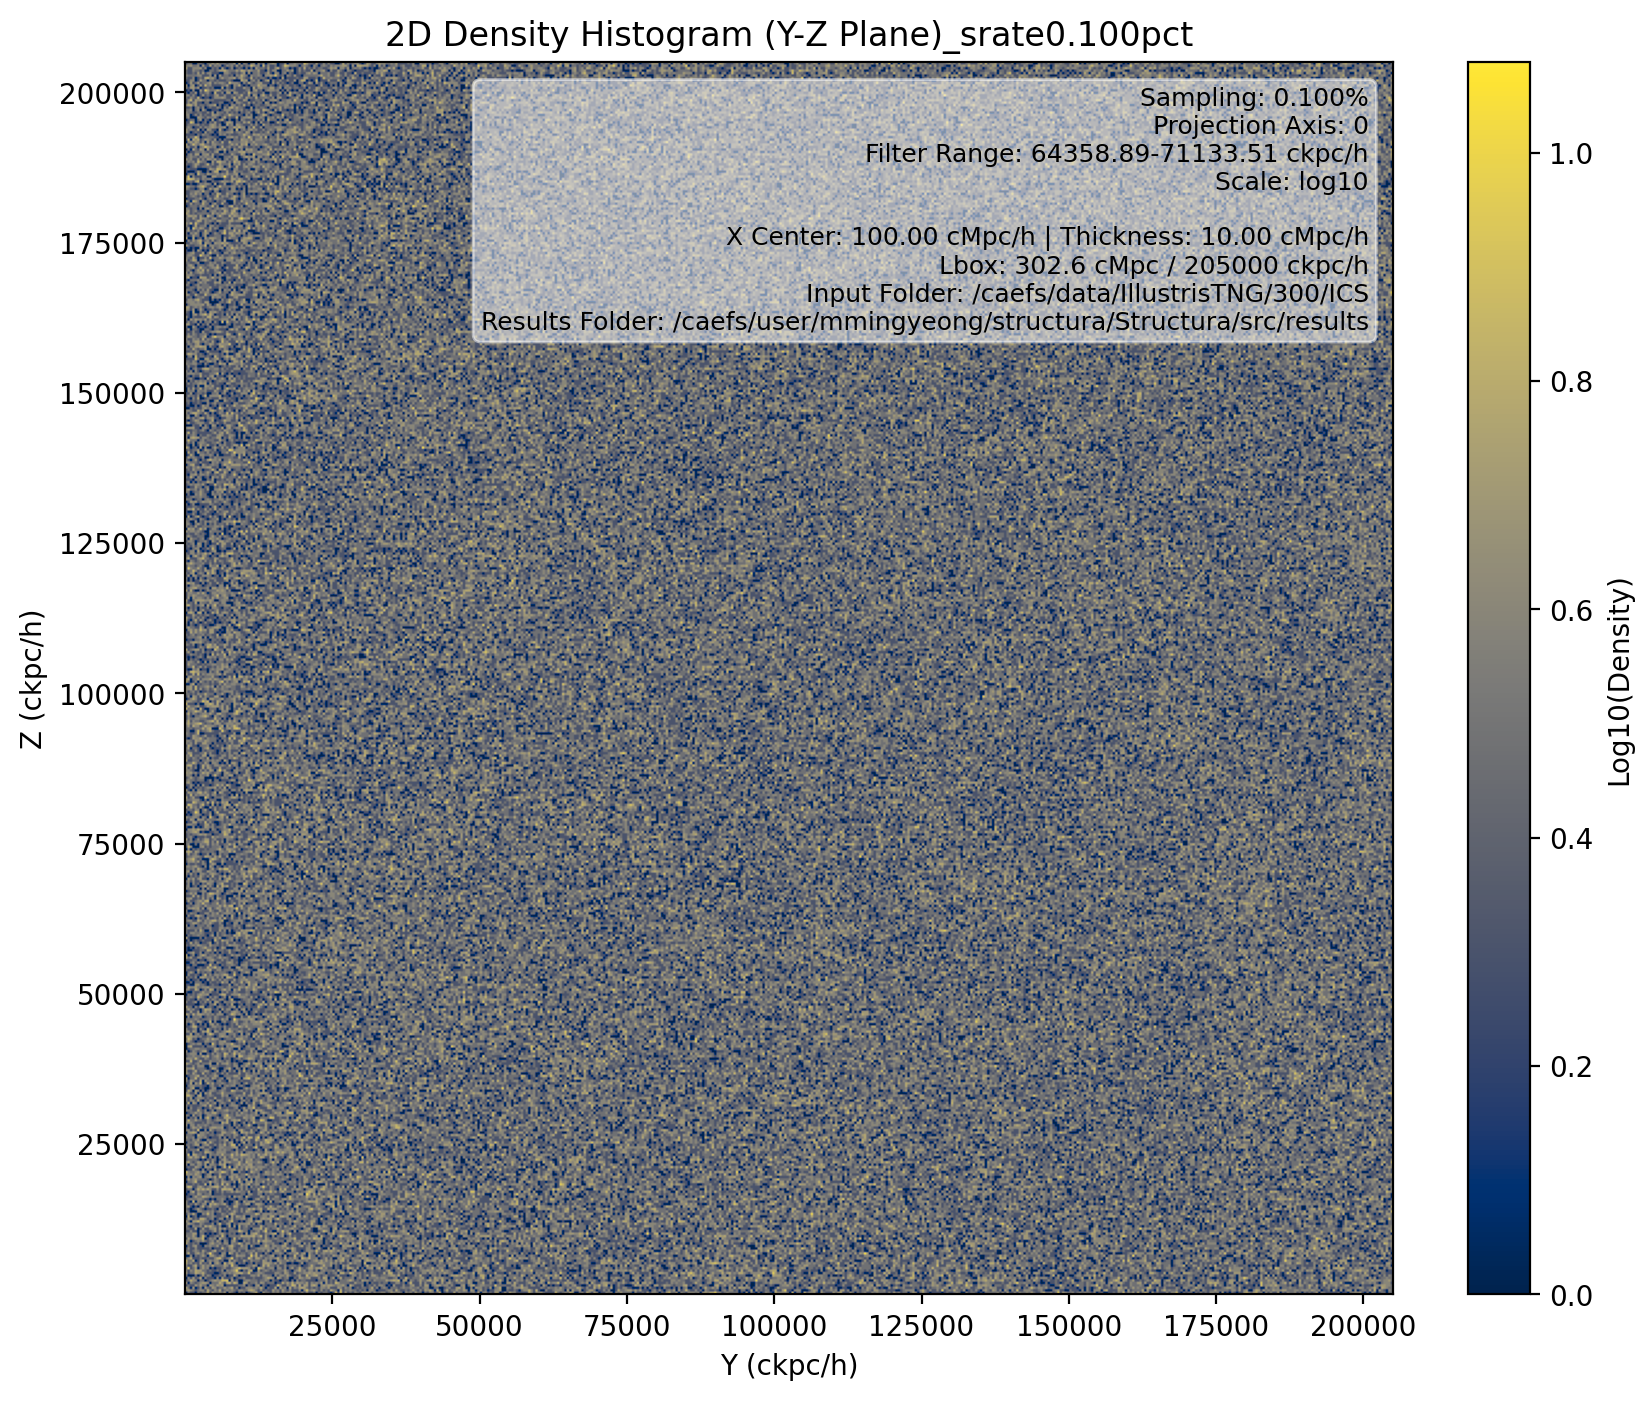 2D Density Histogram (Y-Z Plane)_srate0.100pct
Sampling: 0.100%
Projection Axis: 0
Filter Range: 64358.89-71133.51 ckpc/h
Scale: log10
X Center: 100.00 cMpc/h | Thickness: 10.00 cMpc/h
Lbox: 302.6 cMpc / 205000 ckpc/h
Input Folder: /caefs/data/IllustrisTNG/300/ICS
Results Folder: /caefs/user/mmingyeong/structura/Structura/src/results
200000
175000
150000
125000
100000
75000
50000
25000
Z (ckpc/h)
25000 50000 75000 100000 125000 150000 175000 200000
Y (ckpc/h)
1.0
0.8
0.6
0.4
0.2
0.0
Log10(Density)